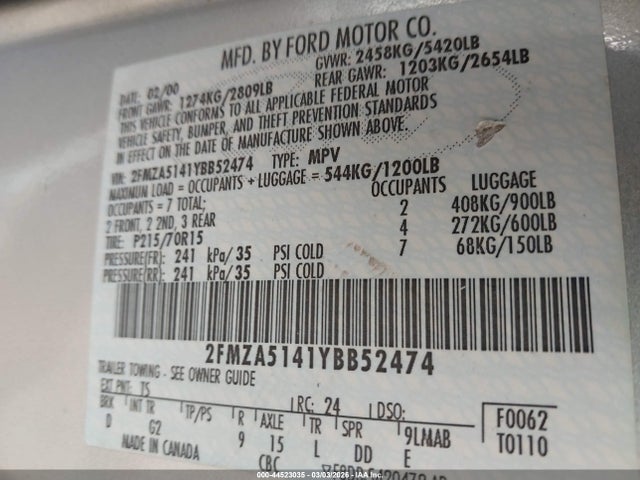 MFD. BY FORD MOTOR CO.
DATE: 02/00 GVWR: 2458KG/5420LB
FRONT GAWR: 1274KG/2809LB REAR GAWR: 1203KG/2654LB
THIS VEHICLE CONFORMS TO ALL APPLICABLE FEDERAL MOTOR
VEHICLE SAFETY, BUMPER, AND THEFT PREVENTION STANDARDS
IN EFFECT ON THE DATE OF MANUFACTURE SHOWN ABOVE.
VIN: 2FMZA5141YBB52474 TYPE: MPV
MAXIMUM LOAD = OCCUPANTS + LUGGAGE = 544KG/1200LB
OCCUPANTS = 7 TOTAL: OCCUPANTS LUGGAGE
2 FRONT, 2 2ND, 3 REAR 2 408KG/900LB
TIRE: P215/70R15 4 272KG/600LB
PRESSURE(FR): 241 kPa/ 35 PSI COLD 7 68KG/150LB
PRESSURE(RR): 241 kPa/ 35 PSI COLD
2FMZA5141YBB52474
TRAILER TOWING - SEE OWNER GUIDE
EXT PNT: TS RC: 24 DSO:
BRK INT TR TP/PS R AXLE TR SPR F0062
D G2 9 15 L DD 9LMAB E T0110
MADE IN CANADA CBC
000-44523035 - 03/03/2026 - IAAI.COM